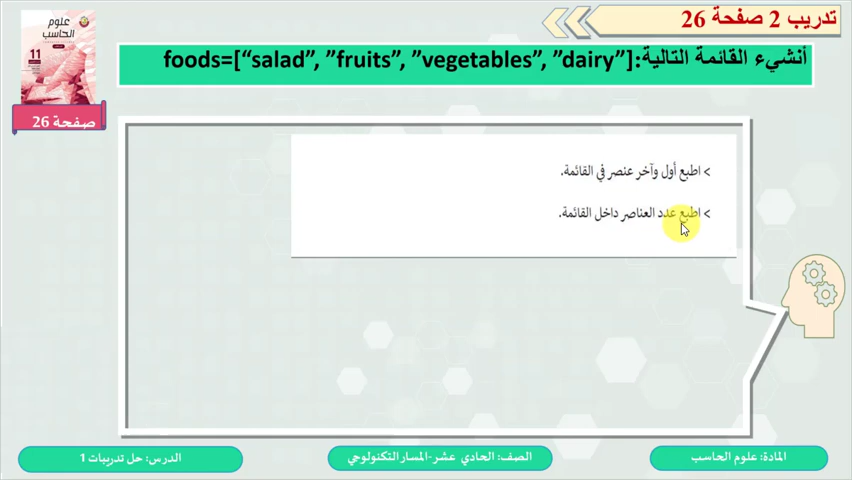 تدريب 2 صفحة 26
أنشيء القائمة التالية:foods=[“salad”, ”fruits”, ”vegetables”, ”dairy”]
علوم
الحاسب
11
صفحة 26
> اطبع أول وآخر عنصر في القائمة.
> اطبع عدد العناصر داخل القائمة.
المادة: علوم الحاسب
الصف: الحادي عشر-المسار التكنولوجي
الدرس: حل تدريبات 1